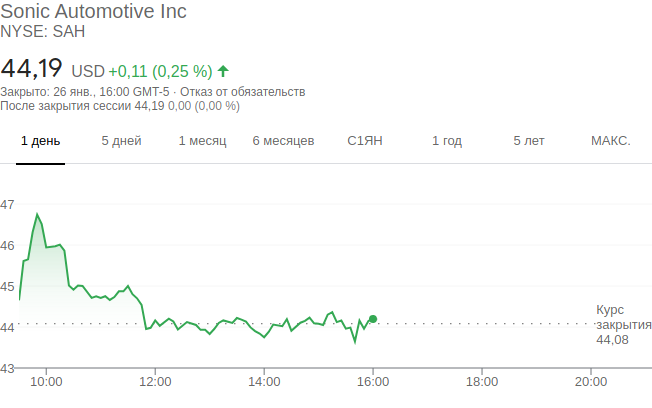 Sonic Automotive Inc
NYSE: SAH
44,19 USD +0,11 (0,25 %)
Закрыто: 26 янв., 16:00 GMT-5 · Отказ от обязательств
После закрытия сессии 44,19 0,00 (0,00 %)
1 день 5 дней 1 месяц 6 месяцев С1ЯН 1 год 5 лет МАКС.
47
46
45
Курс
44 закрытия
44,08
43
10:00 12:00 14:00 16:00 18:00 20:00